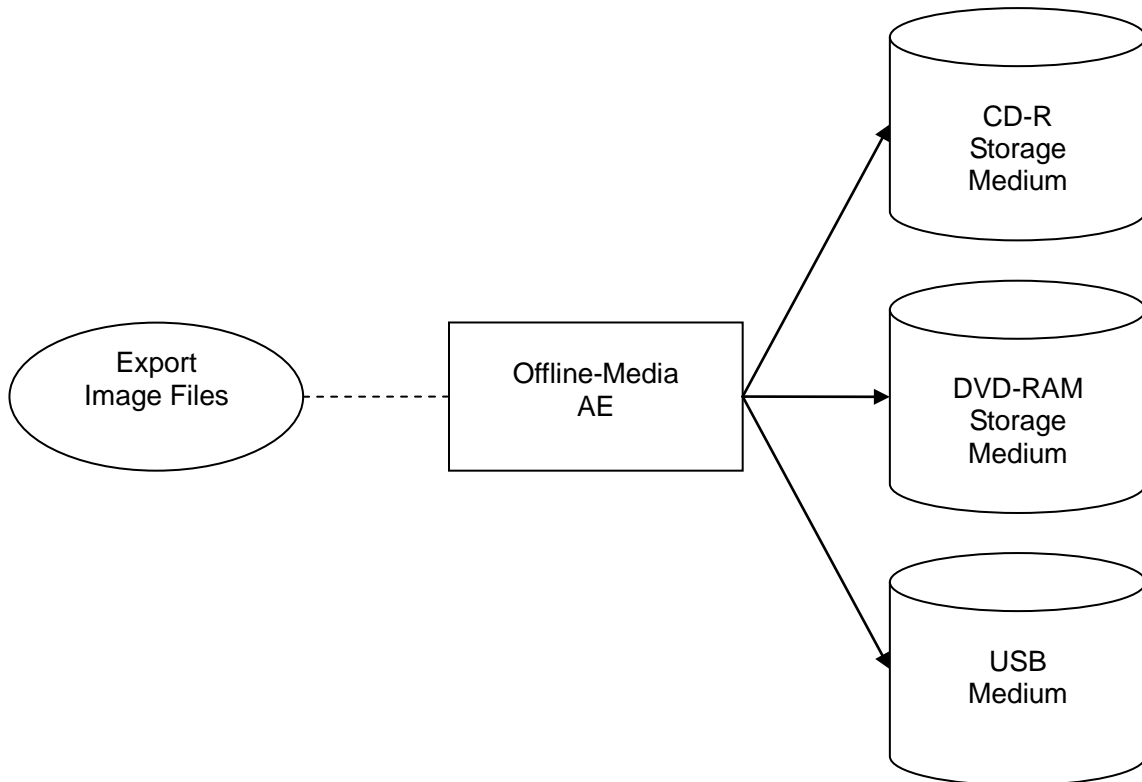 Export
Image Files
Offline-Media
AE
CD-R
Storage
Medium
DVD-RAM
Storage
Medium
USB
Medium